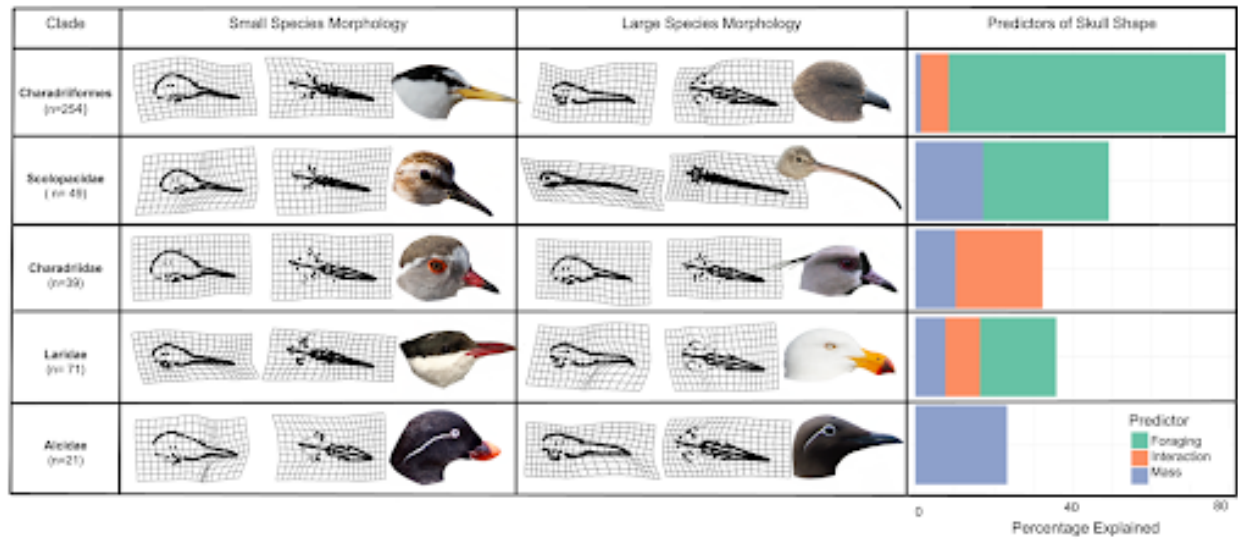 Clade
Small Species Morphology
Large Species Morphology
Predictors of Skull Shape
Charadriiformes
(n=254)
Scolopacidae
( n= 49)
Charadriidae
(n=39)
Laridae
(n= 71)
Alcidae
(n=21)
Predictor
Foraging
Interaction
Mass
0
40
80
Percentage Explained